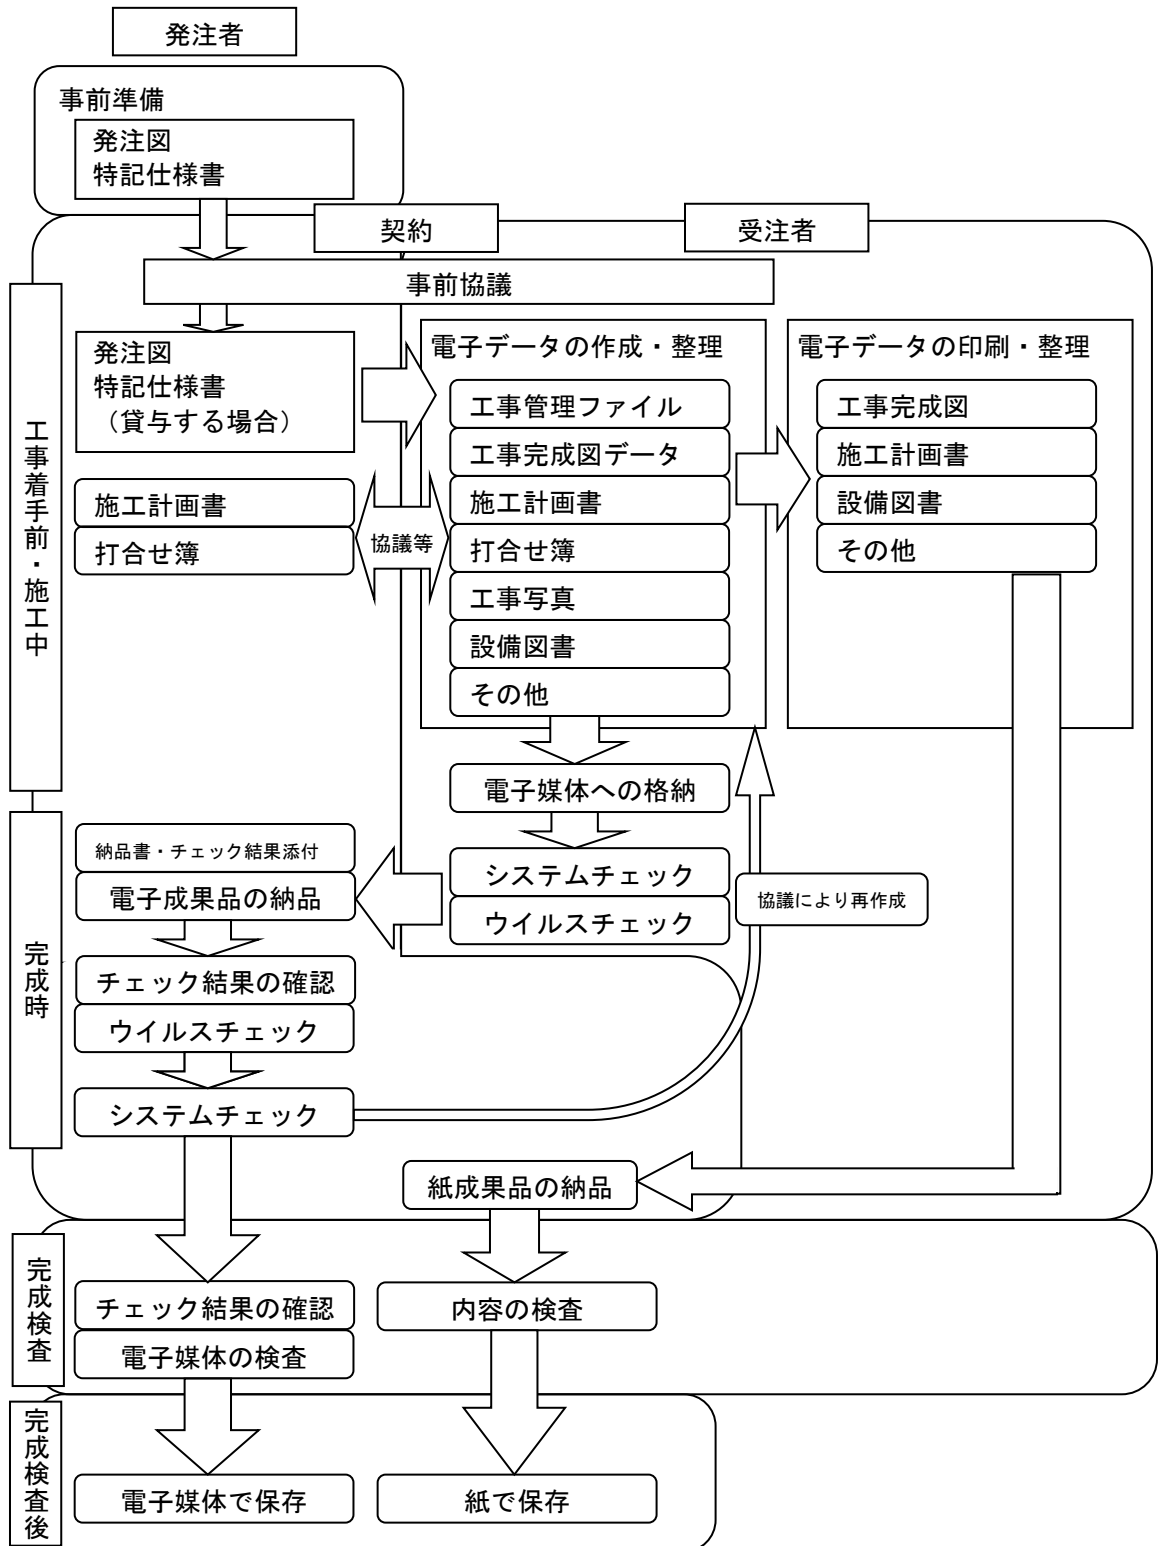 発注者
事前準備
発注図
特記仕様書
契約
受注者
事前協議
工事着手前・施工中
発注図
特記仕様書
（貸与する場合）
施工計画書
打合せ簿
協議等
電子データの作成・整理
工事管理ファイル
工事完成図データ
施工計画書
打合せ簿
工事写真
設備図書
その他
電子データの印刷・整理
工事完成図
施工計画書
設備図書
その他
電子媒体への格納
システムチェック
ウイルスチェック
協議により再作成
完成時
納品書・チェック結果添付
電子成果品の納品
チェック結果の確認
ウイルスチェック
システムチェック
紙成果品の納品
完成検査
チェック結果の確認
電子媒体の検査
内容の検査
完成検査後
電子媒体で保存
紙で保存